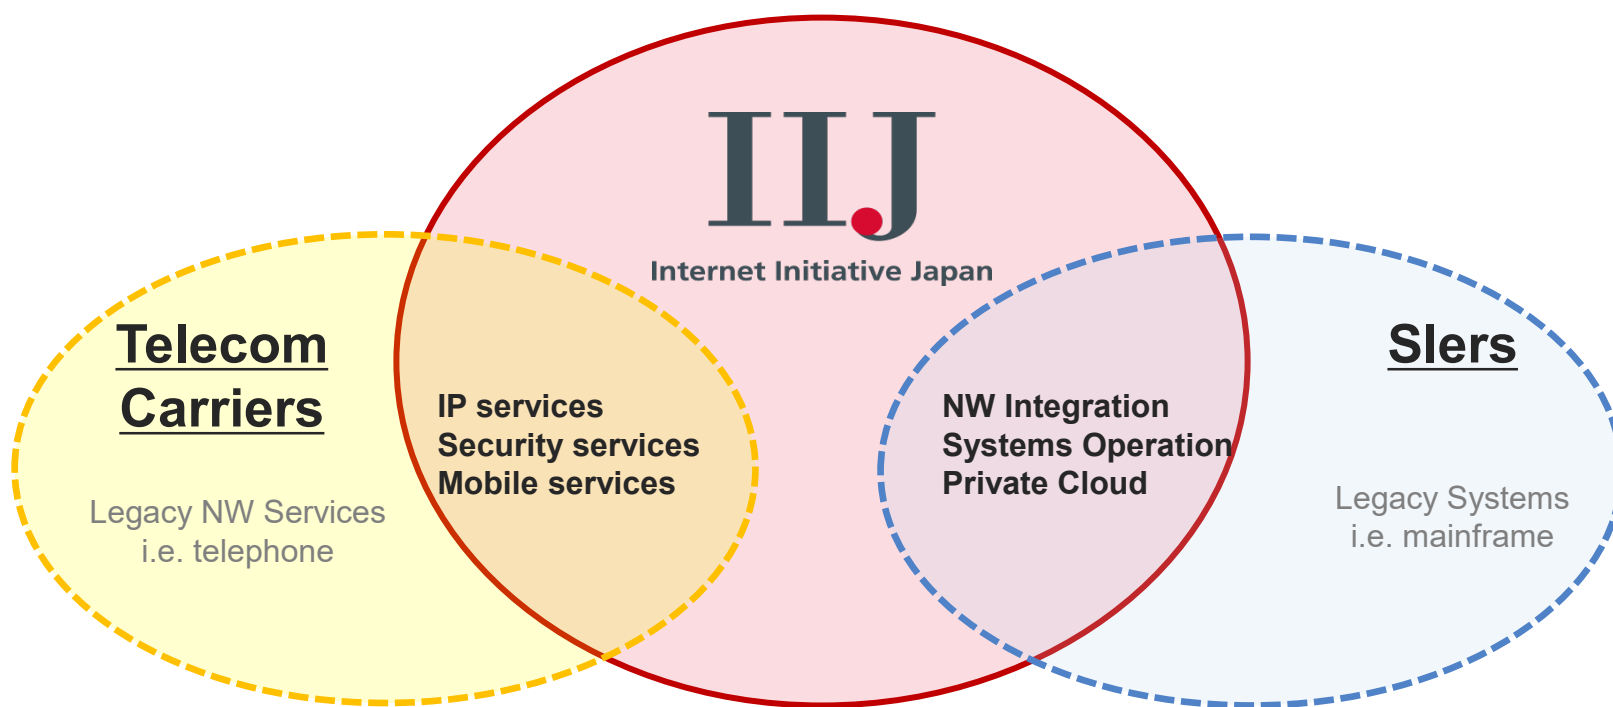 IIJ
Internet Initiative Japan
Telecom
Carriers
Legacy NW Services
i.e. telephone
IP services
Security services
Mobile services
NW Integration
Systems Operation
Private Cloud
SIers
Legacy Systems
i.e. mainframe